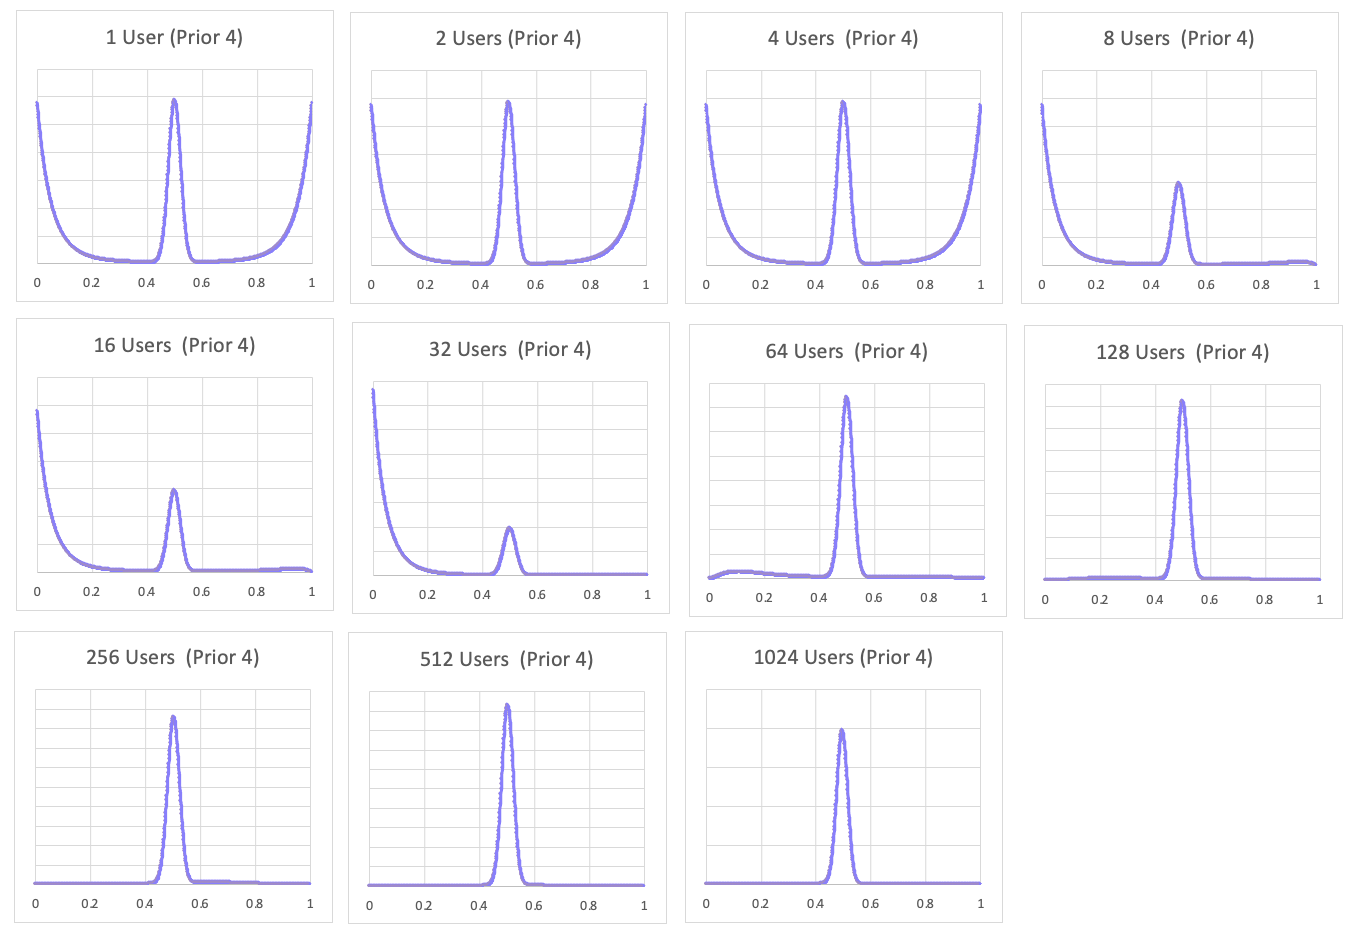 1 User (Prior 4)
0 0.2 0.4 0.6 0.8 1
2 Users (Prior 4)
0 0.2 0.4 0.6 0.8 1
4 Users (Prior 4)
0 0.2 0.4 0.6 0.8 1
8 Users (Prior 4)
0 0.2 0.4 0.6 0.8 1
16 Users (Prior 4)
0 0.2 0.4 0.6 0.8 1
32 Users (Prior 4)
0 0.2 0.4 0.6 0.8 1
64 Users (Prior 4)
0 0.2 0.4 0.6 0.8 1
128 Users (Prior 4)
0 0.2 0.4 0.6 0.8 1
256 Users (Prior 4)
0 0.2 0.4 0.6 0.8 1
512 Users (Prior 4)
0 0.2 0.4 0.6 0.8 1
1024 Users (Prior 4)
0 0.2 0.4 0.6 0.8 1